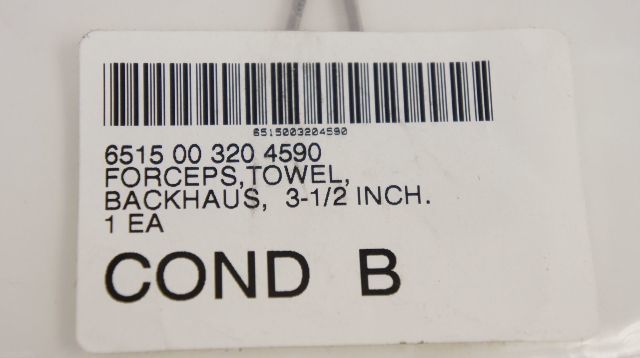 6515003204590
6515 00 320 4590
FORCEPS,TOWEL,
BACKHAUS, 3-1/2 INCH.
1 EA
COND B